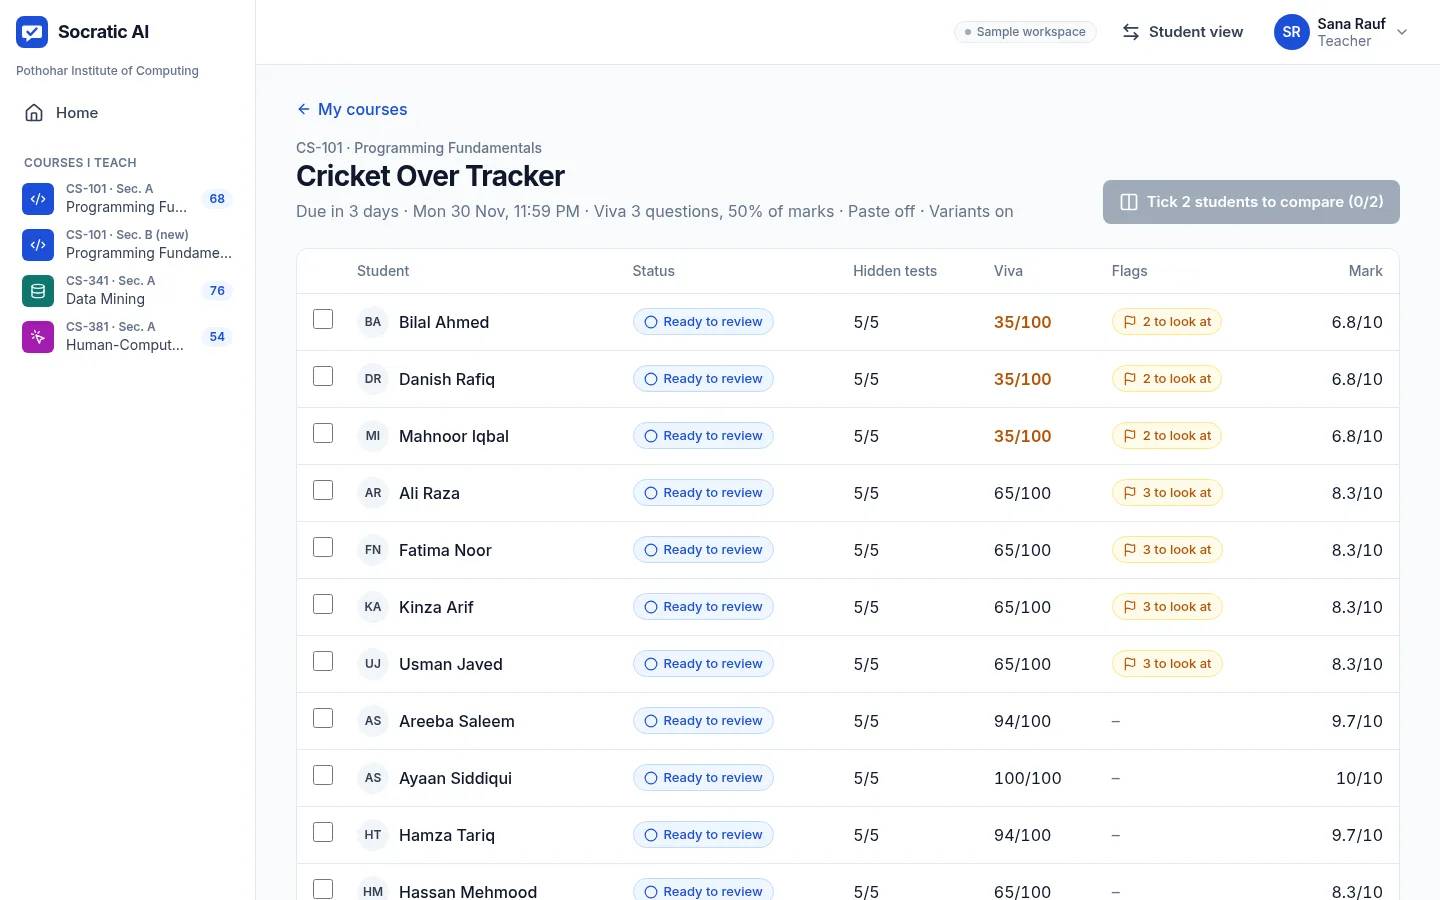 Socratic AI
Pothohar Institute of Computing
Home
COURSES I TEACH
CS-101 · Sec. A
Programming Fu...
68
CS-101 · Sec. B (new)
Programming Fundame...
CS-341 · Sec. A
Data Mining
76
CS-381 · Sec. A
Human-Comput...
54
Sample workspace
Student view
SR
Sana Rauf
Teacher
← My courses
CS-101 · Programming Fundamentals
Cricket Over Tracker
Due in 3 days · Mon 30 Nov, 11:59 PM · Viva 3 questions, 50% of marks · Paste off · Variants on
Tick 2 students to compare (0/2)
Student Status Hidden tests Viva Flags Mark
BA Bilal Ahmed Ready to review 5/5 35/100 2 to look at 6.8/10
DR Danish Rafiq Ready to review 5/5 35/100 2 to look at 6.8/10
MI Mahnoor Iqbal Ready to review 5/5 35/100 2 to look at 6.8/10
AR Ali Raza Ready to review 5/5 65/100 3 to look at 8.3/10
FN Fatima Noor Ready to review 5/5 65/100 3 to look at 8.3/10
KA Kinza Arif Ready to review 5/5 65/100 3 to look at 8.3/10
UJ Usman Javed Ready to review 5/5 65/100 3 to look at 8.3/10
AS Areeba Saleem Ready to review 5/5 94/100 – 9.7/10
AS Ayaan Siddiqui Ready to review 5/5 100/100 – 10/10
HT Hamza Tariq Ready to review 5/5 94/100 – 9.7/10
HM Hassan Mehmood Ready to review 5/5 65/100 – 8.3/10